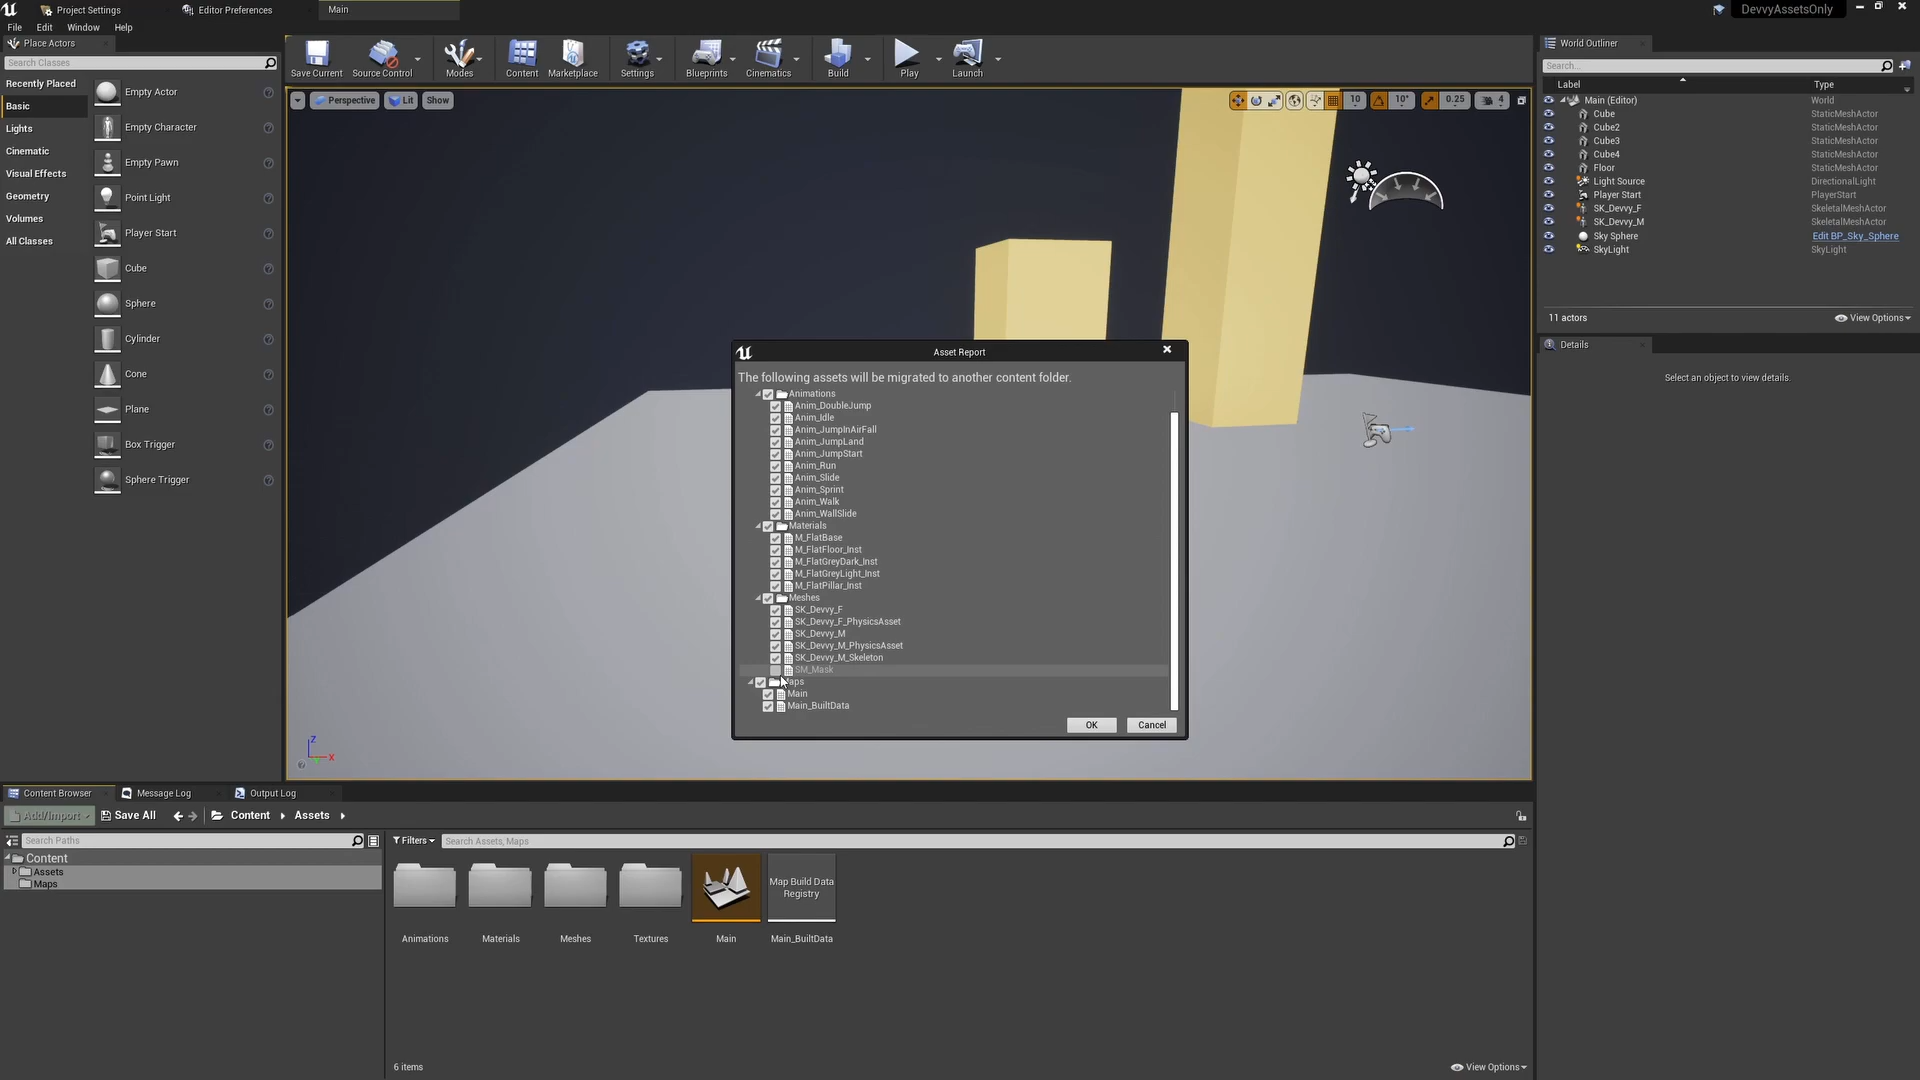 Project Settings
Editor Preferences
Main
DevvyAssetsOnly
File Edit Window Help
Place Actors
Search Classes
Recently Placed
Basic
Lights
Cinematic
Visual Effects
Geometry
Volumes
All Classes
Empty Actor
Empty Character
Empty Pawn
Point Light
Player Start
Cube
Sphere
Cylinder
Cone
Plane
Box Trigger
Sphere Trigger
Save Current
Source Control
Modes
Content
Marketplace
Settings
Blueprints
Cinematics
Build
Play
Launch
Perspective
Lit
Show
10
10°
0.25
4
Asset Report
The following assets will be migrated to another content folder.
Animations
Anim_DoubleJump
Anim_Idle
Anim_JumpInAirFall
Anim_JumpLand
Anim_JumpStart
Anim_Run
Anim_Slide
Anim_Sprint
Anim_Walk
Anim_WallSlide
Materials
M_FlatBase
M_FlatFloor_Inst
M_FlatGreyDark_Inst
M_FlatGreyLight_Inst
M_FlatPillar_Inst
Meshes
SK_Devvy_F
SK_Devvy_F_PhysicsAsset
SK_Devvy_M
SK_Devvy_M_PhysicsAsset
SK_Devvy_M_Skeleton
SM_Mask
Maps
Main
Main_BuiltData
OK
Cancel
Z
X
World Outliner
Search...
Label Type
Main (Editor) World
Cube StaticMeshActor
Cube2 StaticMeshActor
Cube3 StaticMeshActor
Cube4 StaticMeshActor
Floor StaticMeshActor
Light Source DirectionalLight
Player Start PlayerStart
SK_Devvy_F SkeletalMeshActor
SK_Devvy_M SkeletalMeshActor
Sky Sphere Edit BP_Sky_Sphere
SkyLight SkyLight
11 actors
View Options
Details
Select an object to view details.
Content Browser
Message Log
Output Log
Add/Import
Save All
Content
Assets
Search Paths
Filters
Search Assets, Maps
Content
Assets
Maps
Map Build Data
Registry
Animations
Materials
Meshes
Textures
Main
Main_BuiltData
6 items
View Options